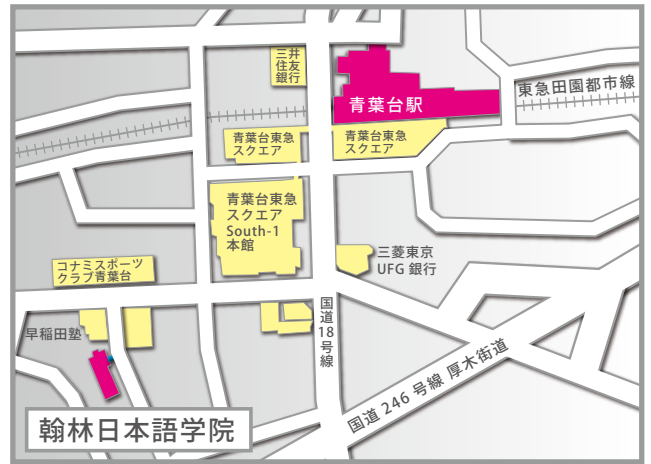 三井
住友
銀行
青葉台駅
東急田園都市線
青葉台東急
スクエア
青葉台東急
スクエア
青葉台東急
スクエア
South-1
本館
三菱東京
UFG 銀行
コナミスポーツ
クラブ青葉台
国道18号線
早稲田塾
国道 246 号線 厚木街道
翰林日本語学院